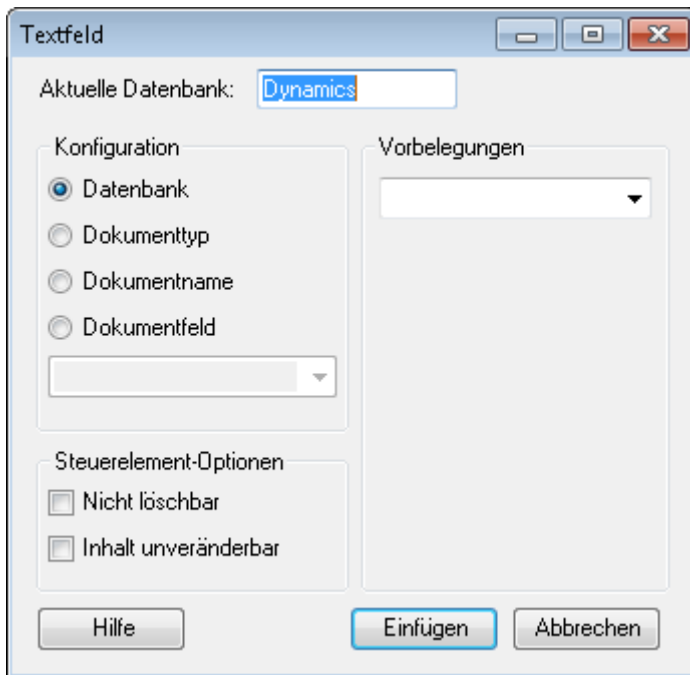 Textfeld
Aktuelle Datenbank: Dynamics
Konfiguration
Datenbank
Dokumenttyp
Dokumentname
Dokumentfeld
Vorbelegungen
Steuerelement-Optionen
Nicht löschbar
Inhalt unveränderbar
Hilfe
Einfügen
Abbrechen